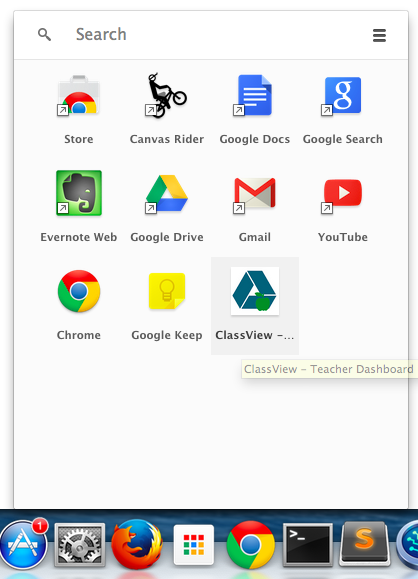 Search
Store
Canvas Rider
Google Docs
Google Search
Evernote Web
Google Drive
Gmail
YouTube
Chrome
Google Keep
ClassView -...
ClassView - Teacher Dashboard
1